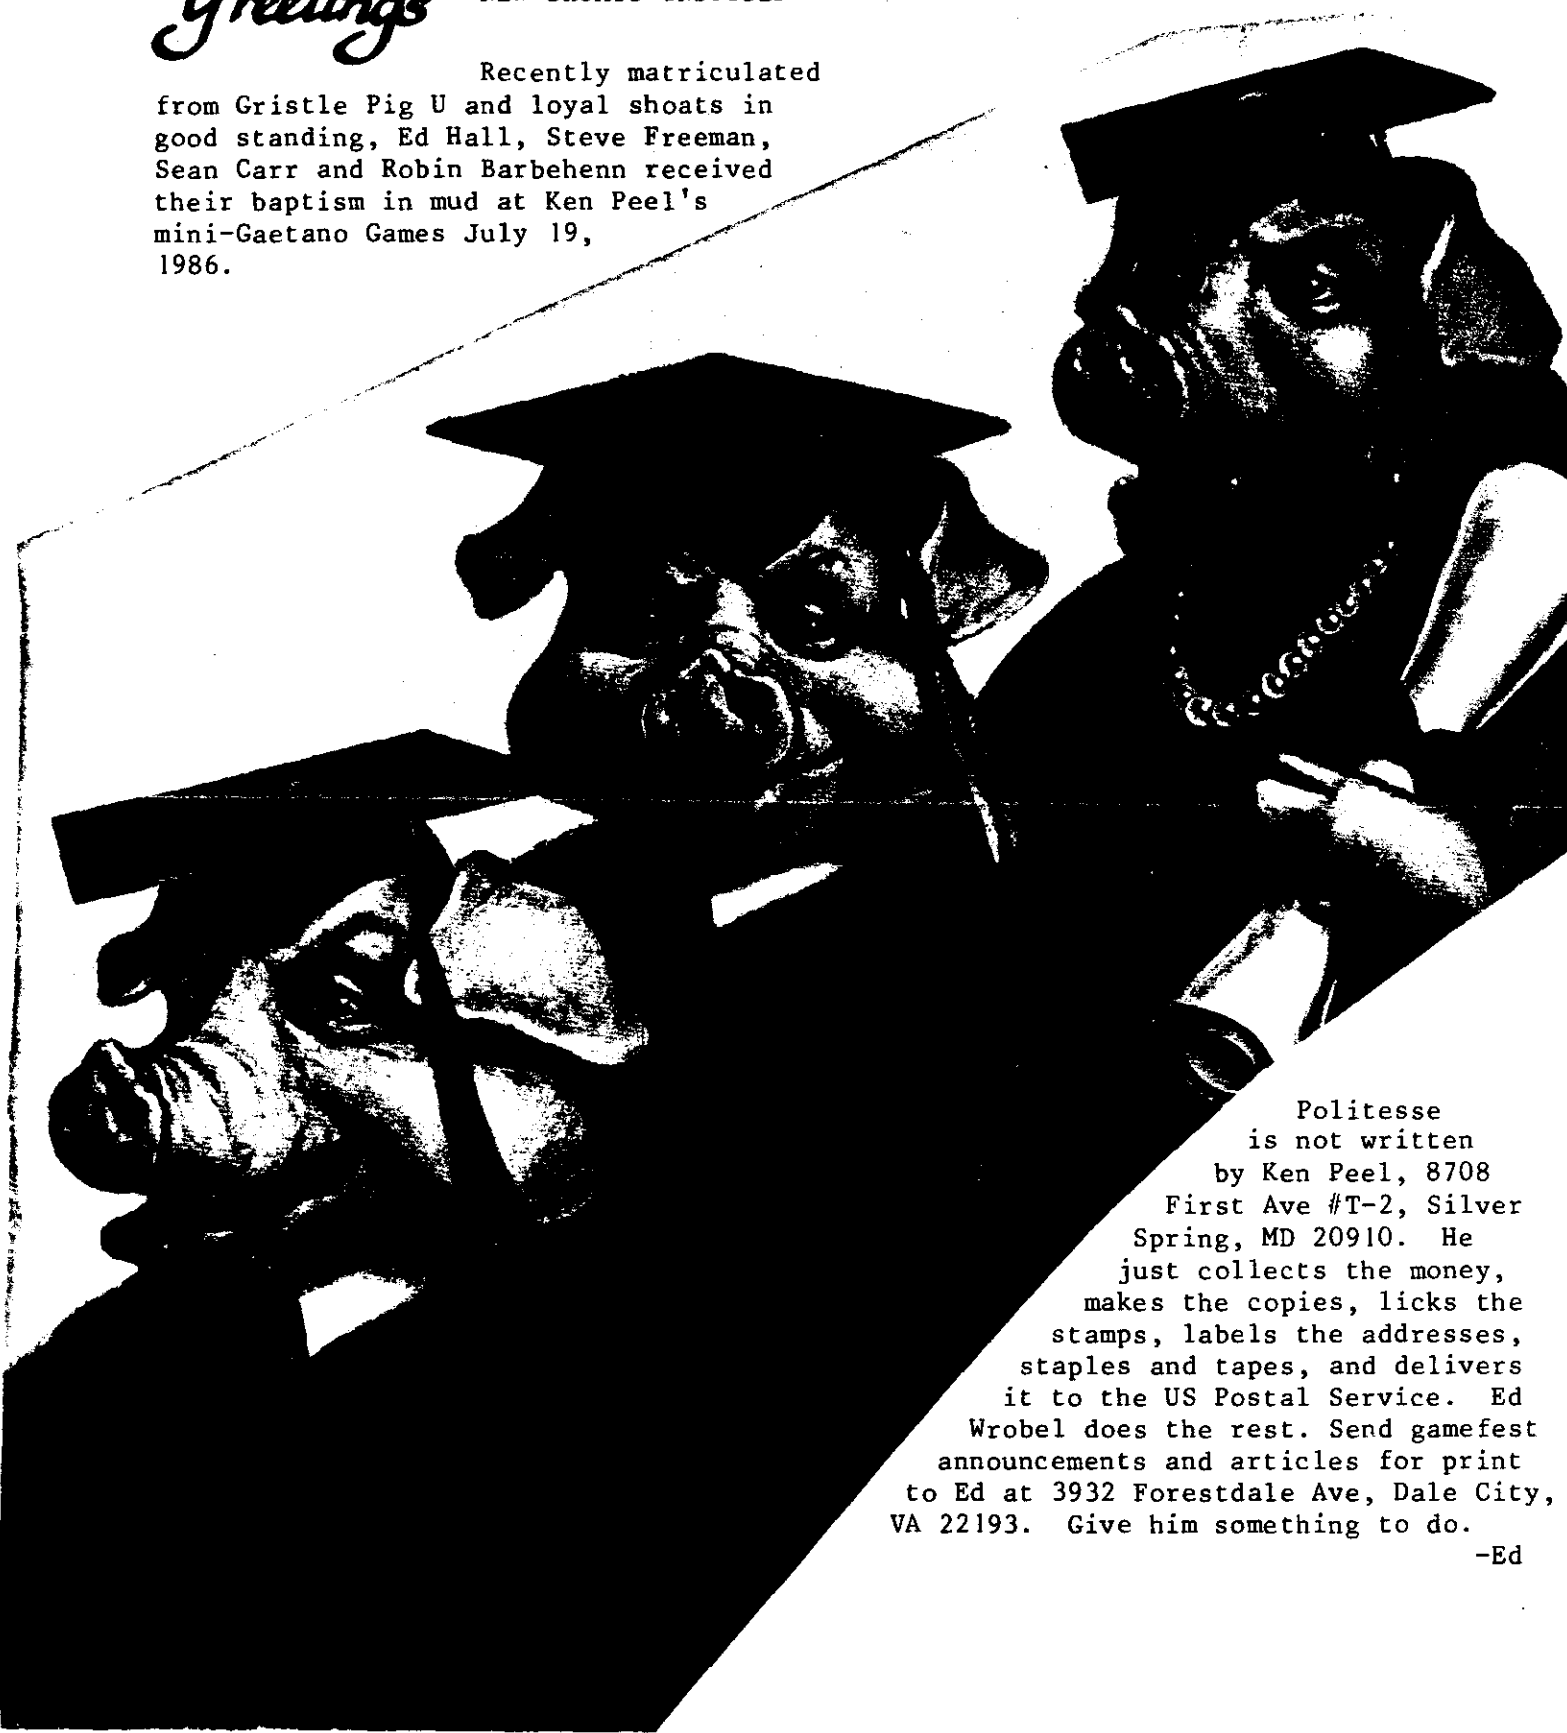 Greetings
Recently matriculated
from Gristle Pig U and loyal shoats in
good standing, Ed Hall, Steve Freeman,
Sean Carr and Robin Barbehenn received
their baptism in mud at Ken Peel's
mini-Gaetano Games July 19,
1986.
Politesse
is not written
by Ken Peel, 8708
First Ave #T-2, Silver
Spring, MD 20910. He
just collects the money,
makes the copies, licks the
stamps, labels the addresses,
staples and tapes, and delivers
it to the US Postal Service. Ed
Wrobel does the rest. Send gamefest
announcements and articles for print
to Ed at 3932 Forestdale Ave, Dale City,
VA 22193. Give him something to do.
-Ed